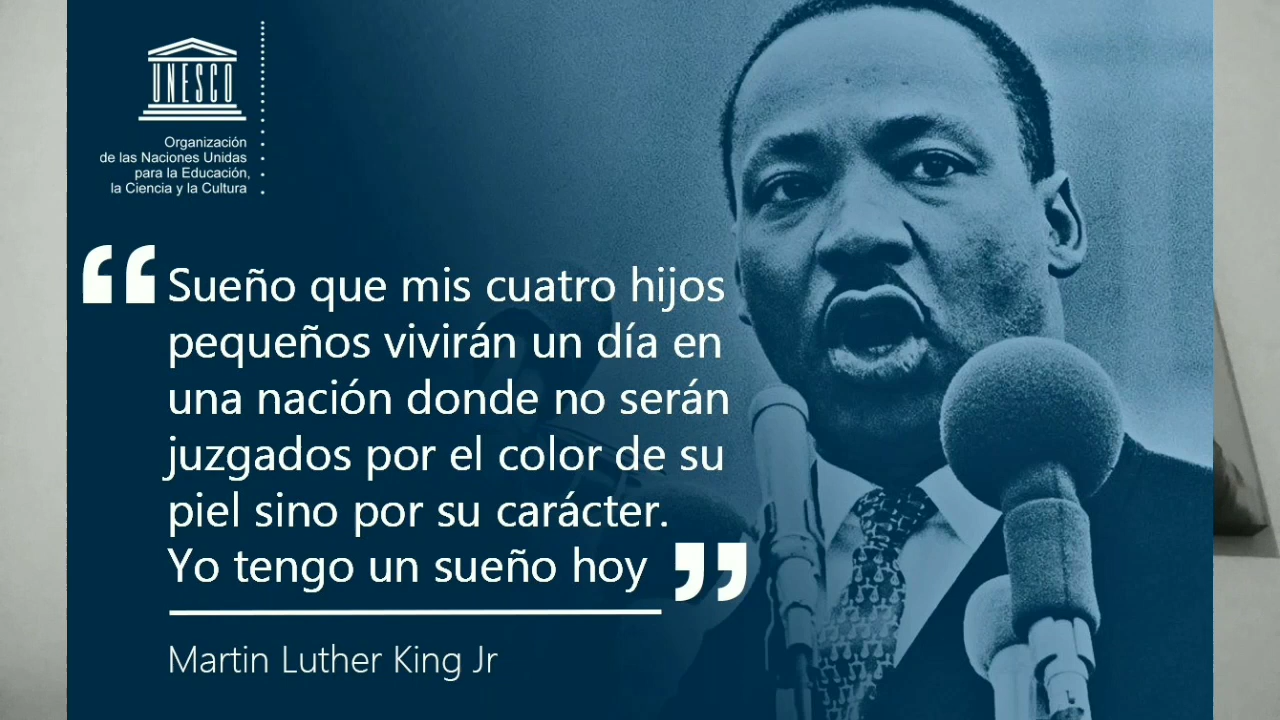 UNESCO
Organización
de las Naciones Unidas
para la Educación,
la Ciencia y la Cultura
“Sueño que mis cuatro hijos
pequeños vivirán un día en
una nación donde no serán
juzgados por el color de su
piel sino por su carácter.
Yo tengo un sueño hoy”
Martin Luther King Jr